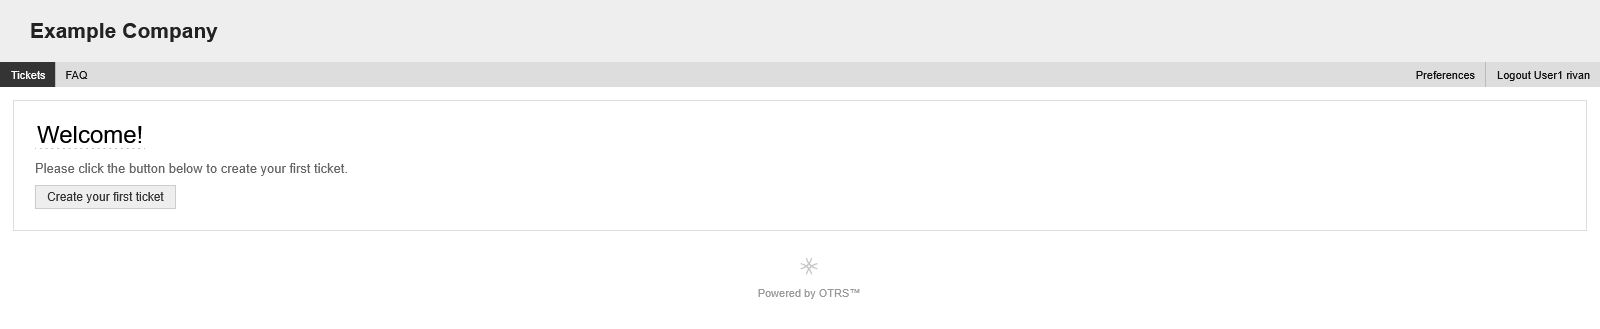 Example Company
Tickets FAQ Preferences Logout User1 rivan
Welcome!
Please click the button below to create your first ticket.
Create your first ticket
Powered by OTRS™